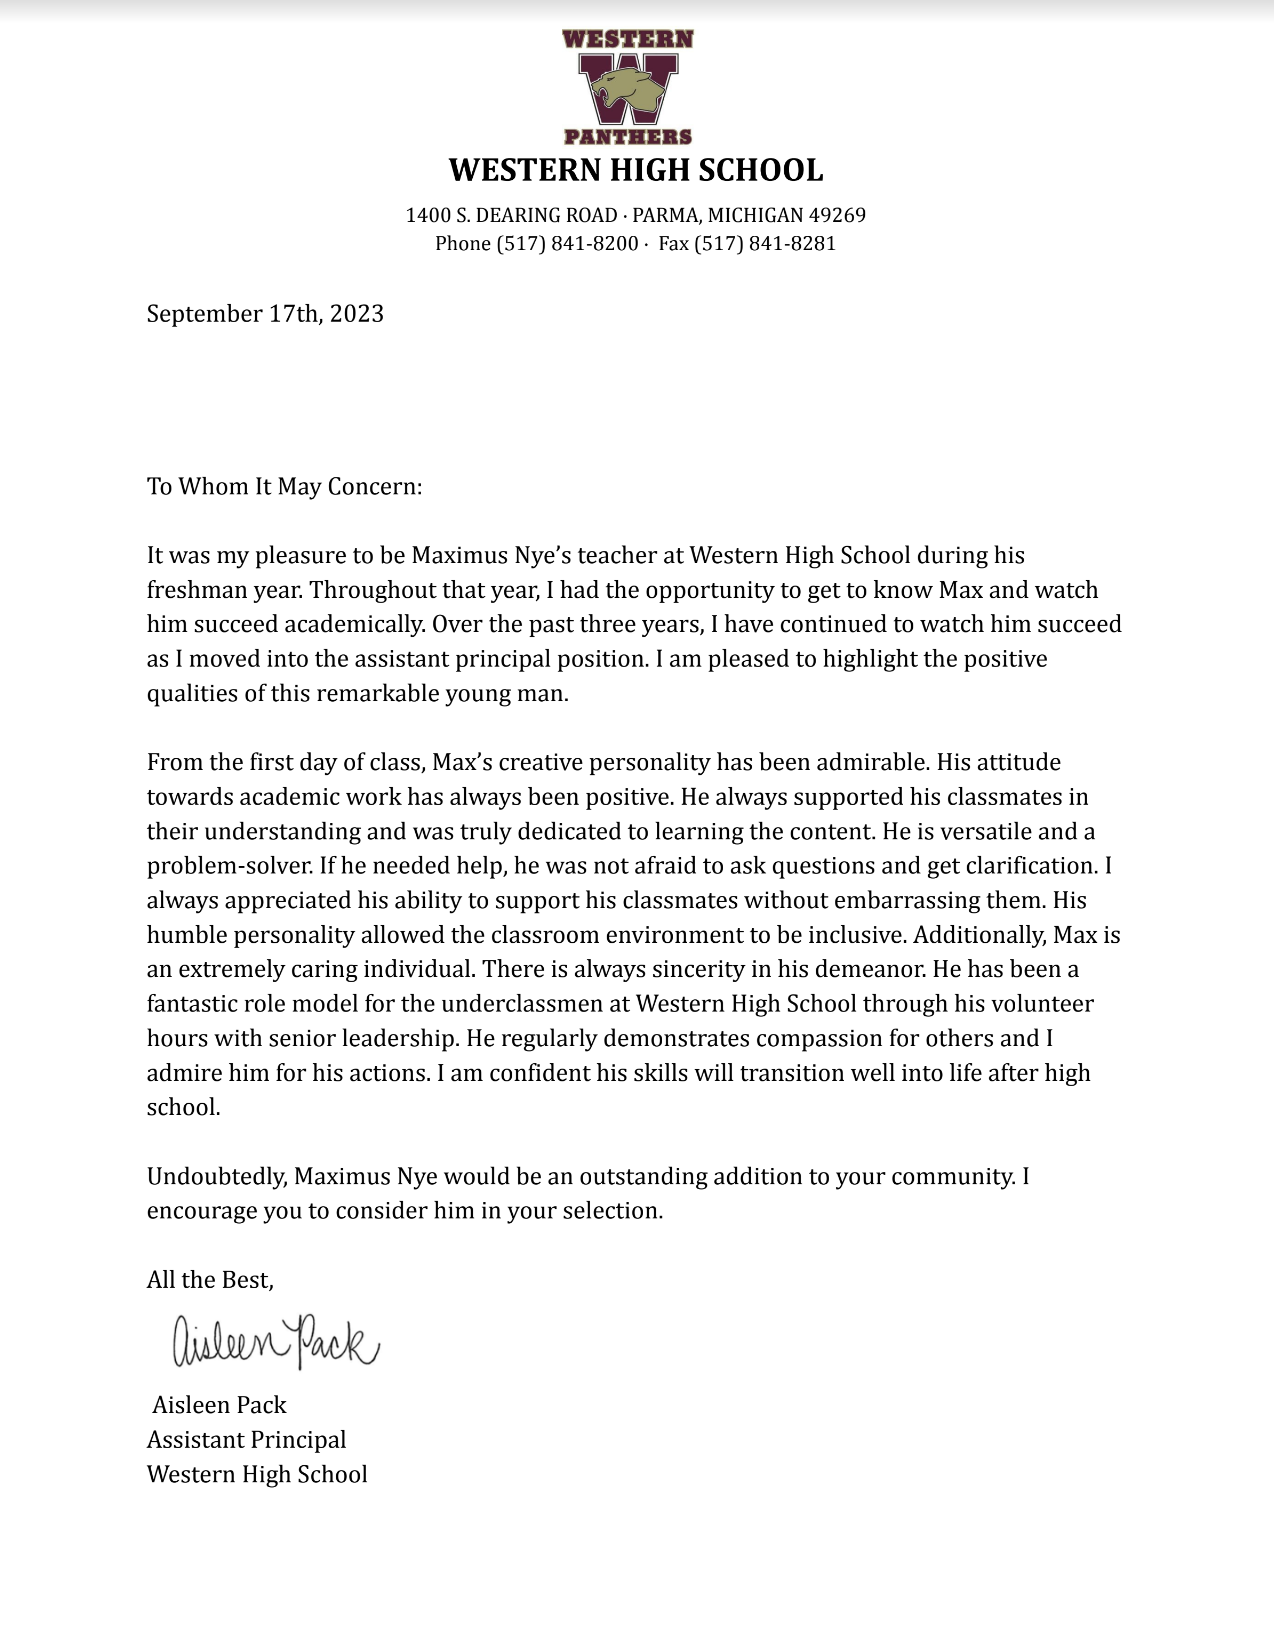 WESTERN
W
PANTHERS
WESTERN HIGH SCHOOL
1400 S. DEARING ROAD · PARMA, MICHIGAN 49269
Phone (517) 841-8200 · Fax (517) 841-8281
September 17th, 2023
To Whom It May Concern:
It was my pleasure to be Maximus Nye’s teacher at Western High School during his
freshman year. Throughout that year, I had the opportunity to get to know Max and watch
him succeed academically. Over the past three years, I have continued to watch him succeed
as I moved into the assistant principal position. I am pleased to highlight the positive
qualities of this remarkable young man.
From the first day of class, Max’s creative personality has been admirable. His attitude
towards academic work has always been positive. He always supported his classmates in
their understanding and was truly dedicated to learning the content. He is versatile and a
problem-solver. If he needed help, he was not afraid to ask questions and get clarification. I
always appreciated his ability to support his classmates without embarrassing them. His
humble personality allowed the classroom environment to be inclusive. Additionally, Max is
an extremely caring individual. There is always sincerity in his demeanor. He has been a
fantastic role model for the underclassmen at Western High School through his volunteer
hours with senior leadership. He regularly demonstrates compassion for others and I
admire him for his actions. I am confident his skills will transition well into life after high
school.
Undoubtedly, Maximus Nye would be an outstanding addition to your community. I
encourage you to consider him in your selection.
All the Best,
Aisleen Pack
Aisleen Pack
Assistant Principal
Western High School